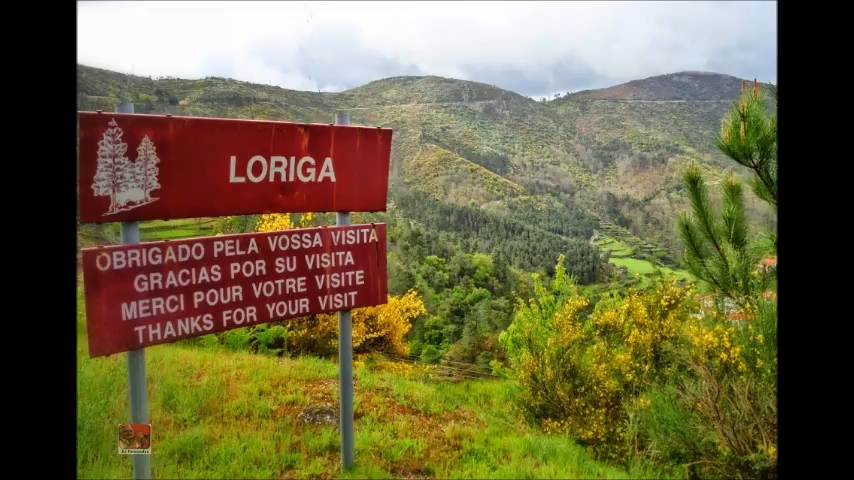 LORIGA
OBRIGADO PELA VOSSA VISITA
GRACIAS POR SU VISITA
MERCI POUR VOTRE VISITE
THANKS FOR YOUR VISIT